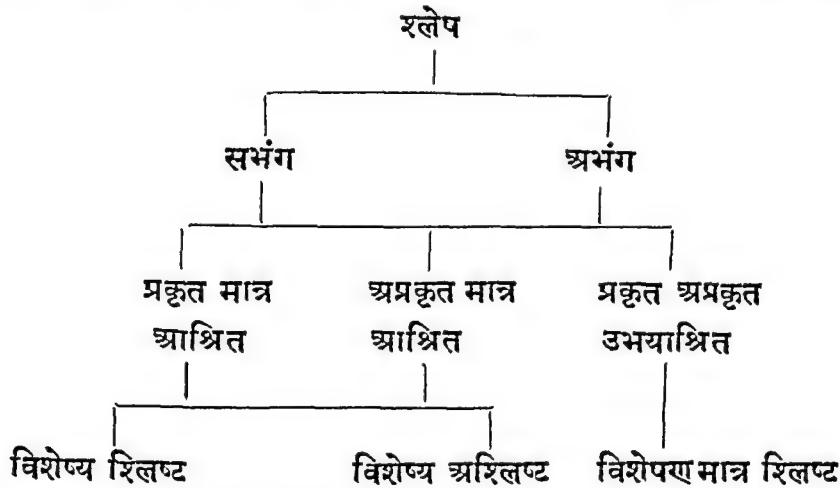 श्लेष
सभंग अभंग
प्रकृत मात्र अप्रकृत मात्र प्रकृत अप्रकृत
आश्रित आश्रित उभयाश्रित
विशेष्य श्लिष्ट विशेष्य अश्लिष्ट विशेषण मात्र श्लिष्ट